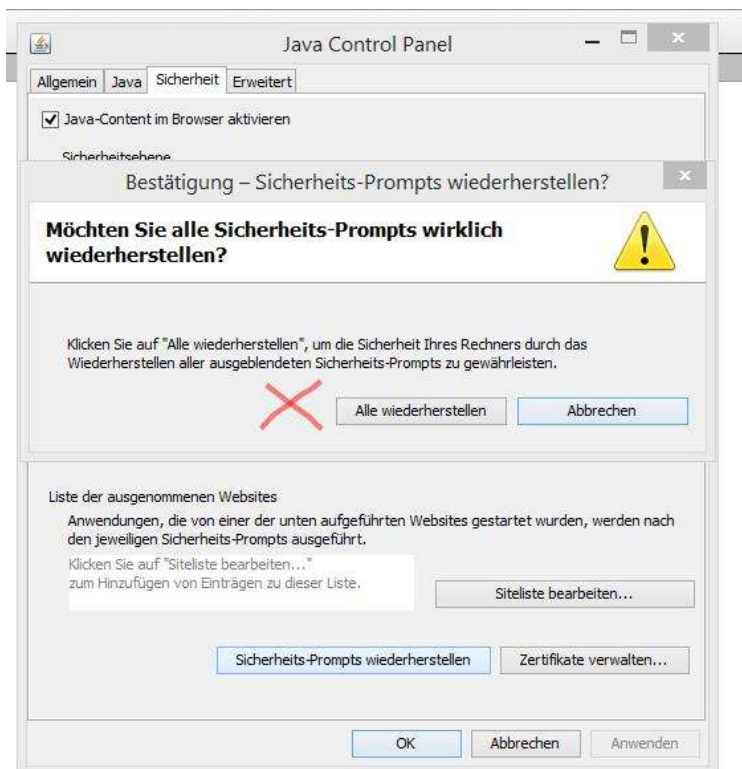 Java Control Panel
Allgemein Java Sicherheit Erweitert
Java-Content im Browser aktivieren
Sicherheitsebene
Bestätigung – Sicherheits-Prompts wiederherstellen?
Möchten Sie alle Sicherheits-Prompts wirklich
wiederherstellen?
Klicken Sie auf "Alle wiederherstellen", um die Sicherheit Ihres Rechners durch das
Wiederherstellen aller ausgeblendeten Sicherheits-Prompts zu gewährleisten.
Alle wiederherstellen Abbrechen
Liste der ausgenommenen Websites
Anwendungen, die von einer der unten aufgeführten Websites gestartet wurden, werden nach
den jeweiligen Sicherheits-Prompts ausgeführt.
Klicken Sie auf "Siteliste bearbeiten..."
zum Hinzufügen von Einträgen zu dieser Liste.
Siteliste bearbeiten...
Sicherheits-Prompts wiederherstellen Zertifikate verwalten...
OK Abbrechen Anwenden